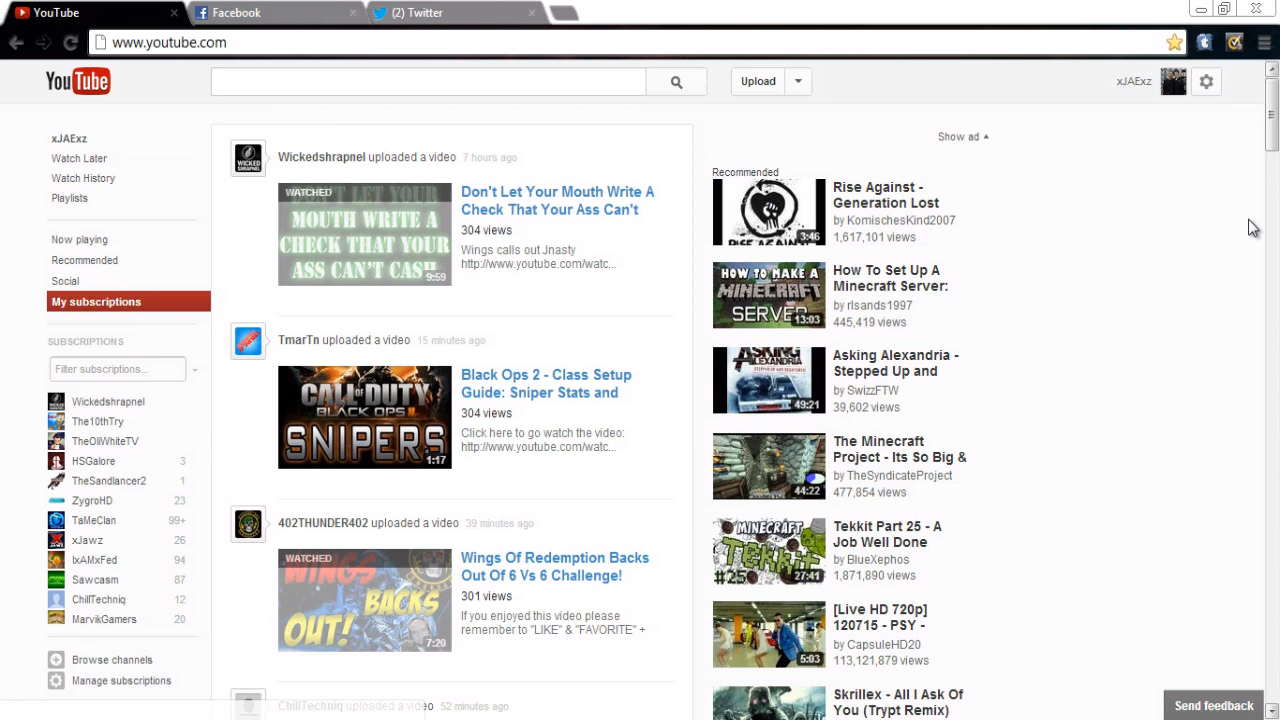 YouTube
Facebook
(2) Twitter
www.youtube.com
YouTube
Upload
xJAExz
xJAExz
Watch Later
Watch History
Playlists
Now playing
Recommended
Social
My subscriptions
SUBSCRIPTIONS
Filter subscriptions...
Wickedshrapnel
The10thTry
TheOliWhiteTV
HSGalore 3
TheSandlancer2 1
ZygroHD 23
TaMeClan 99+
xJawz 26
IxAMxFed 94
Sawcasm 87
ChillTechniq 12
MarvikGamers 20
Browse channels
Manage subscriptions
Wickedshrapnel uploaded a video 7 hours ago
WATCHED
MOUTH WRITE A
CHECK THAT YOUR
ASS CAN'T CASH
9:59
Don't Let Your Mouth Write A
Check That Your Ass Can't
304 views
Wings calls out Jnasty
http://www.youtube.com/watc...
TmarTn uploaded a video 15 minutes ago
CALL OF DUTY
BLACK OPS II
SNIPERS
1:17
Black Ops 2 - Class Setup
Guide: Sniper Stats and
304 views
Click here to go watch the video:
http://www.youtube.com/watc...
402THUNDER402 uploaded a video 39 minutes ago
WATCHED
WINGS OF REDEMPTION
BACKS
OUT!
7:20
Wings Of Redemption Backs
Out Of 6 Vs 6 Challenge!
301 views
If you enjoyed this video please
remember to "LIKE" & "FAVORITE" +
ChillTechniq uploaded a video 52 minutes ago
Show ad
Recommended
RISE AGAINST
3:46
Rise Against -
Generation Lost
by KomischesKind2007
1,617,101 views
HOW TO MAKE A
MINECRAFT
SERVER
13:03
How To Set Up A
Minecraft Server:
by rlsands1997
445,419 views
ASKING
ALEXANDRIA
49:21
Asking Alexandria -
Stepped Up and
by SwizzFTW
39,602 views
44:22
The Minecraft
Project - Its So Big &
by TheSyndicateProject
477,854 views
MINECRAFT
TEKKIT
#25
27:41
Tekkit Part 25 - A
Job Well Done
by BlueXephos
1,871,890 views
5:03
[Live HD 720p]
120715 - PSY -
by CapsuleHD20
113,121,879 views
Skrillex - All I Ask Of
You (Trypt Remix)
Send feedback